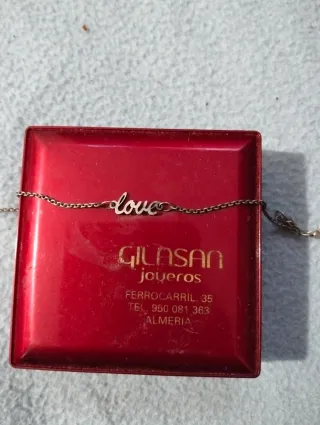 love
GILASAN
joyeros
FERROCARRIL, 35
TEL. 950 081 363
ALMERIA